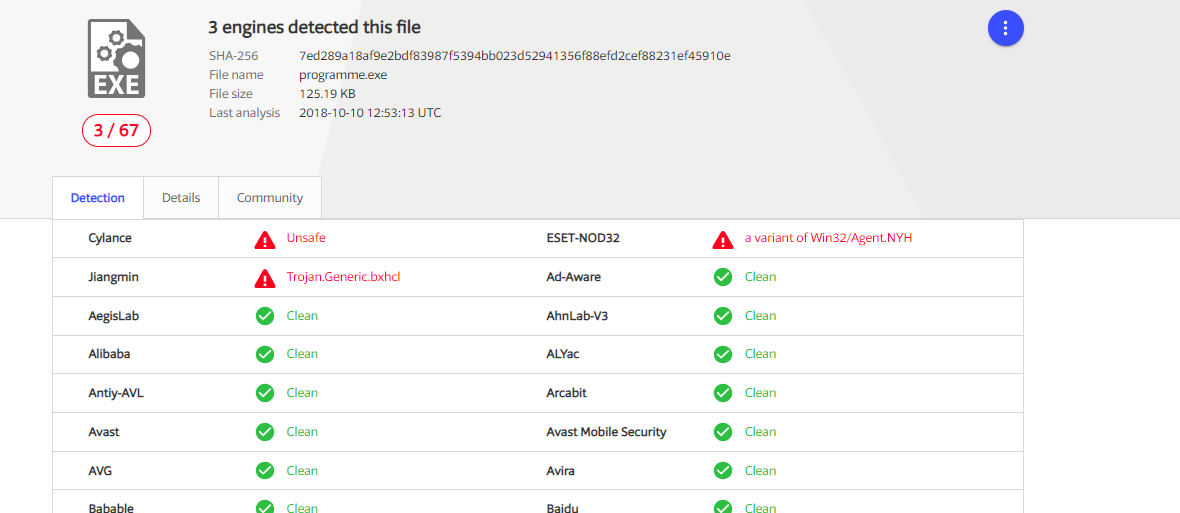 3 engines detected this file
SHA-256 7ed289a18af9e2bdf83987f5394bb023d52941356f88efd2cef88231ef45910e
File name programme.exe
File size 125.19 KB
Last analysis 2018-10-10 12:53:13 UTC
EXE
3 / 67
Detection Details Community
Cylance Unsafe ESET-NOD32 a variant of Win32/Agent.NYH
Jiangmin Trojan.Generic.bxhcl Ad-Aware Clean
AegisLab Clean AhnLab-V3 Clean
Alibaba Clean ALYac Clean
Antiy-AVL Clean Arcabit Clean
Avast Clean Avast Mobile Security Clean
AVG Clean Avira Clean
Babable Clean Baidu Clean